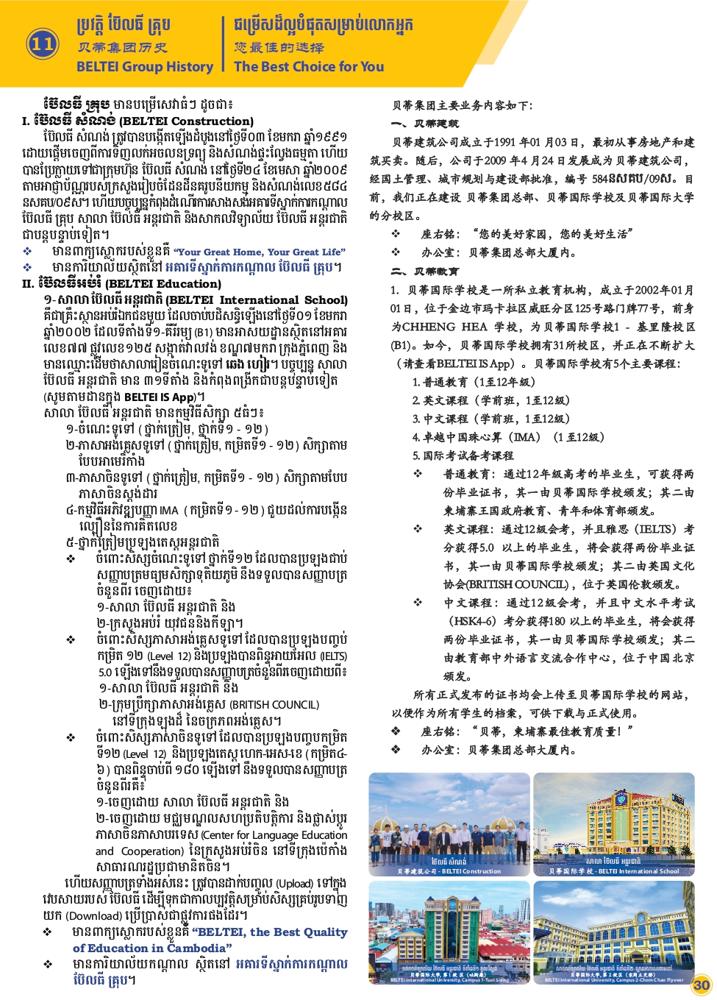 11
ប្រវត្តិ ប៊ែលធី គ្រុប
贝蒂集团历史
BELTEI Group History
ជម្រើសដ៏ល្អបំផុតសម្រាប់លោកអ្នក
您最佳的选择
The Best Choice for You
ប៊ែលធី គ្រុប មានបម្រើសេវាធំៗ ដូចជា៖
I. ប៊ែលធី សំណង់ (BELTEI Construction)
ប៊ែលធី សំណង់ ត្រូវបានបង្កើតឡើងដំបូងនៅថ្ងៃទី០៣ ខែមករា ឆ្នាំ១៩៩១
ដោយផ្តើមចេញពីការទិញលក់អចលនទ្រព្យ និងសំណង់ផ្ទះល្វែងធម្មតា ហើយ
បានប្រែក្លាយទៅជាក្រុមហ៊ុន ប៊ែលធី សំណង់ នៅថ្ងៃទី២៤ ខែមេសា ឆ្នាំ២០០៩
តាមអាជ្ញាប័ណ្ណរបស់ក្រសួងរៀបចំដែនដីនគរូបនីយកម្ម និងសំណង់លេខ៥៨៤
នសគប/០៩ស។ ហើយបច្ចុប្បន្នកំពុងដំណើរការសាងសង់អគារទីស្នាក់ការកណ្តាល
ប៊ែលធី គ្រុប សាលា ប៊ែលធី អន្តរជាតិ និងសាកលវិទ្យាល័យ ប៊ែលធី អន្តរជាតិ
ជាបន្តបន្ទាប់ទៀត។
❖ មានពាក្យស្លោករបស់ខ្លួនគឺ “Your Great Home, Your Great Life”
❖ មានការិយាល័យស្ថិតនៅ អគារទីស្នាក់ការកណ្តាល ប៊ែលធី គ្រុប។
II. ប៊ែលធីអប់រំ (BELTEI Education)
១-សាលា ប៊ែលធី អន្តរជាតិ (BELTEI International School)
គឺជាគ្រឹះស្ថានអប់រំឯកជនមួយ ដែលចាប់បដិសន្ធិឡើងនៅថ្ងៃទី០១ ខែមករា
ឆ្នាំ២០០២ ដែលទីតាំងទី១-គីរីរម្យ (B1) មានអាសយដ្ឋានស្ថិតនៅអគារ
លេខ៧៧ ផ្លូវលេខ១២៥ សង្កាត់វាលវង់ ខណ្ឌ៧មករា ក្រុងភ្នំពេញ និង
មានឈ្មោះដើមថាសាលារៀនចំណេះទូទៅ ឆេង ហៀរ។ បច្ចុប្បន្ន សាលា
ប៊ែលធី អន្តរជាតិ មាន ៣១ទីតាំង និងកំពុងពង្រីកជាបន្តបន្ទាប់ទៀត
(សូមតាមដានក្នុង BELTEI IS App)។
សាលា ប៊ែលធី អន្តរជាតិ មានកម្មវិធីសិក្សា ៥ធំៗ៖
១-ចំណេះទូទៅ (ថ្នាក់ត្រៀម, ថ្នាក់ទី១ - ១២)
២-ភាសាអង់គ្លេសទូទៅ (ថ្នាក់ត្រៀម, កម្រិតទី១ - ១២) សិក្សាតាម
បែបអាមេរិកាំង
៣-ភាសាចិនទូទៅ (ថ្នាក់ត្រៀម, កម្រិតទី១ - ១២) សិក្សាតាមបែប
ភាសាចិនស្តង់ដារ
៤-កម្មវិធីអភិវឌ្ឍបញ្ញា IMA (កម្រិតទី១ - ១២) ជួយដល់ការបង្កើន
ល្បឿននៃការគិតលេខ
៥-ថ្នាក់ត្រៀមប្រឡងតេស្តអន្តរជាតិ
❖ ចំពោះសិស្សចំណេះទូទៅ ថ្នាក់ទី១២ ដែលបានប្រឡងជាប់
សញ្ញាបត្រមធ្យមសិក្សាទុតិយភូមិ នឹងទទួលបានសញ្ញាបត្រ
ចំនួនពីរ ចេញដោយ៖
១-សាលា ប៊ែលធី អន្តរជាតិ និង
២-ក្រសួងអប់រំ យុវជននិងកីឡា។
❖ ចំពោះសិស្សភាសាអង់គ្លេសទូទៅ ដែលបានប្រឡងបញ្ចប់
កម្រិត ១២ (Level 12) និងប្រឡងបានពិន្ទុអាយអែល (IELTS)
5.0 ឡើងទៅនឹងទទួលបានសញ្ញាបត្រចំនួនពីរចេញដោយពី៖
១-សាលា ប៊ែលធី អន្តរជាតិ និង
២-ក្រុមប្រឹក្សាភាសាអង់គ្លេស (BRITISH COUNCIL)
នៅទីក្រុងឡុងដ៍ នៃចក្រភពអង់គ្លេស។
❖ ចំពោះសិស្សភាសាចិនទូទៅ ដែលបានប្រឡងបញ្ចប់កម្រិត
ទី១២ (Level 12) និងប្រឡងតេស្តហេក-អេស-ខេ (កម្រិត៤-
៦) បានពិន្ទុចាប់ពី ១៨០ ឡើងទៅ នឹងទទួលបានសញ្ញាបត្រ
ចំនួនពីរគឺ៖
១-ចេញដោយ សាលា ប៊ែលធី អន្តរជាតិ និង
២-ចេញដោយ មជ្ឈមណ្ឌលសហប្រតិបត្តិការ និងផ្លាស់ប្តូរ
ភាសាចិនភាសាបរទេស (Center for Language Education
and Cooperation) នៃក្រសួងអប់រំចិន នៅទីក្រុងប៉េកាំង
សាធារណរដ្ឋប្រជាមានិតចិន។
ហើយសញ្ញាបត្រទាំងអស់នេះ ត្រូវបានដាក់បញ្ចូល (Upload) ទៅក្នុង
វេបសាយរបស់ ប៊ែលធី ដើម្បីទុកជាកាលប្បវត្តិសម្រាប់សិស្សគ្រប់រូបទាញ
យក (Download) ប្រើប្រាស់ជាផ្លូវការផងដែរ។
❖ មានពាក្យស្លោករបស់ខ្លួនគឺ “BELTEI, the Best Quality
of Education in Cambodia”
❖ មានការិយាល័យកណ្តាល ស្ថិតនៅ អគារទីស្នាក់ការកណ្តាល
ប៊ែលធី គ្រុប។
贝蒂集团主要业务内容如下：
一、贝蒂建筑
贝蒂建筑公司成立于1991 年01 月03 日，最初从事房地产和建
筑买卖。随后，公司于2009 年4 月24 日发展成为 贝蒂建筑公司，
经国土管理、城市规划与建设部批准，编号 584នសគប/09ស。目
前，我们正在建设 贝蒂集团总部、贝蒂国际学校及贝蒂国际大学
的分校区。
❖ 座右铭：“您的美好家园，您的美好生活”
❖ 办公室：贝蒂集团总部大厦内。
二、贝蒂教育
1. 贝蒂国际学校是一所私立教育机构，成立于2002年01月
01日，位于金边市玛卡拉区威旺分区125号路门牌77号，前身
为CHHENG HEA 学校，为贝蒂国际学校1 - 基里隆校区
(B1)。如今，贝蒂国际学校拥有31所校区，并正在不断扩大
（请查看BELTEI IS App）。贝蒂国际学校有5个主要课程：
1. 普通教育（1至12年级）
2. 英文课程（学前班，1至12级）
3. 中文课程（学前班，1至12级）
4. 卓越中国珠心算（IMA）（1 至12级）
5. 国际考试备考课程
❖ 普通教育：通过12年级高考的毕业生，可获得两
份毕业证书，其一由贝蒂国际学校颁发；其二由
柬埔寨王国政府教育、青年和体育部颁发。
❖ 英文课程：通过12级会考，并且雅思（IELTS）考
分获得5.0 以上的毕业生，将会获得两份毕业证
书，其一由贝蒂国际学校颁发；其二由英国文化
协会(BRITISH COUNCIL)，位于英国伦敦颁发。
❖ 中文课程：通过12级会考，并且中文水平考试
（HSK4-6）考分获得180 以上的毕业生，将会获得
两份毕业证书，其一由贝蒂国际学校颁发；其二
由教育部中外语言交流合作中心，位于中国北京
颁发。
所有正式发布的证书均会上传至贝蒂国际学校的网站，
以便作为所有学生的档案，可供下载与正式使用。
❖ 座右铭：“贝蒂，柬埔寨最佳教育质量！”
❖ 办公室：贝蒂集团总部大厦内。
ប៊ែលធី សំណង់
贝蒂建筑公司 - BELTEI Construction
សាលា ប៊ែលធី អន្តរជាតិ
贝蒂国际学校 - BELTEI International School
BELTEI International University, Campus 1-Tuol Sleng
BELTEI International University, Campus 2-Chom Chao Flyover
30